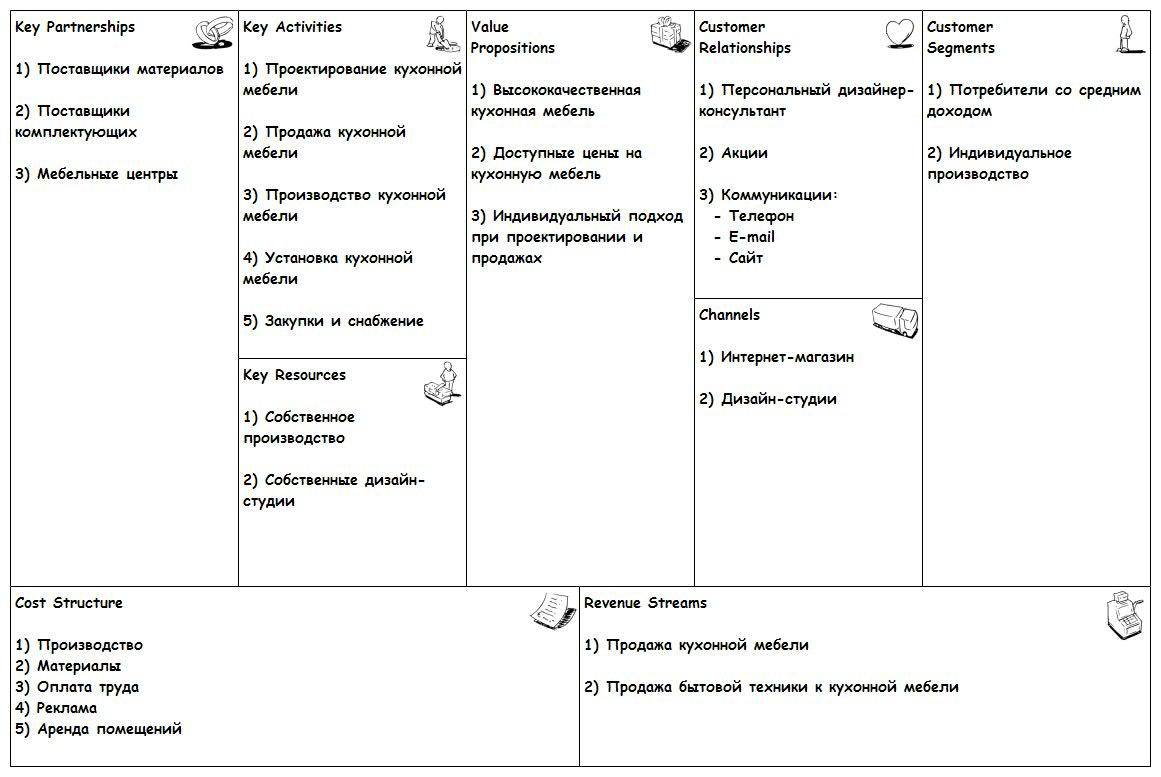 Key Partnerships
1) Поставщики материалов
2) Поставщики
комплектующих
3) Мебельные центры
Key Activities
1) Проектирование кухонной
мебели
2) Продажа кухонной
мебели
3) Производство кухонной
мебели
4) Установка кухонной
мебели
5) Закупки и снабжение
Key Resources
1) Собственное
производство
2) Собственные дизайн-
студии
Value
Propositions
1) Высококачественная
кухонная мебель
2) Доступные цены на
кухонную мебель
3) Индивидуальный подход
при проектировании и
продажах
Customer
Relationships
1) Персональный дизайнер-
консультант
2) Акции
3) Коммуникации:
- Телефон
- E-mail
- Сайт
Channels
1) Интернет-магазин
2) Дизайн-студии
Customer
Segments
1) Потребители со средним
доходом
2) Индивидуальное
производство
Cost Structure
1) Производство
2) Материалы
3) Оплата труда
4) Реклама
5) Аренда помещений
Revenue Streams
1) Продажа кухонной мебели
2) Продажа бытовой техники к кухонной мебели